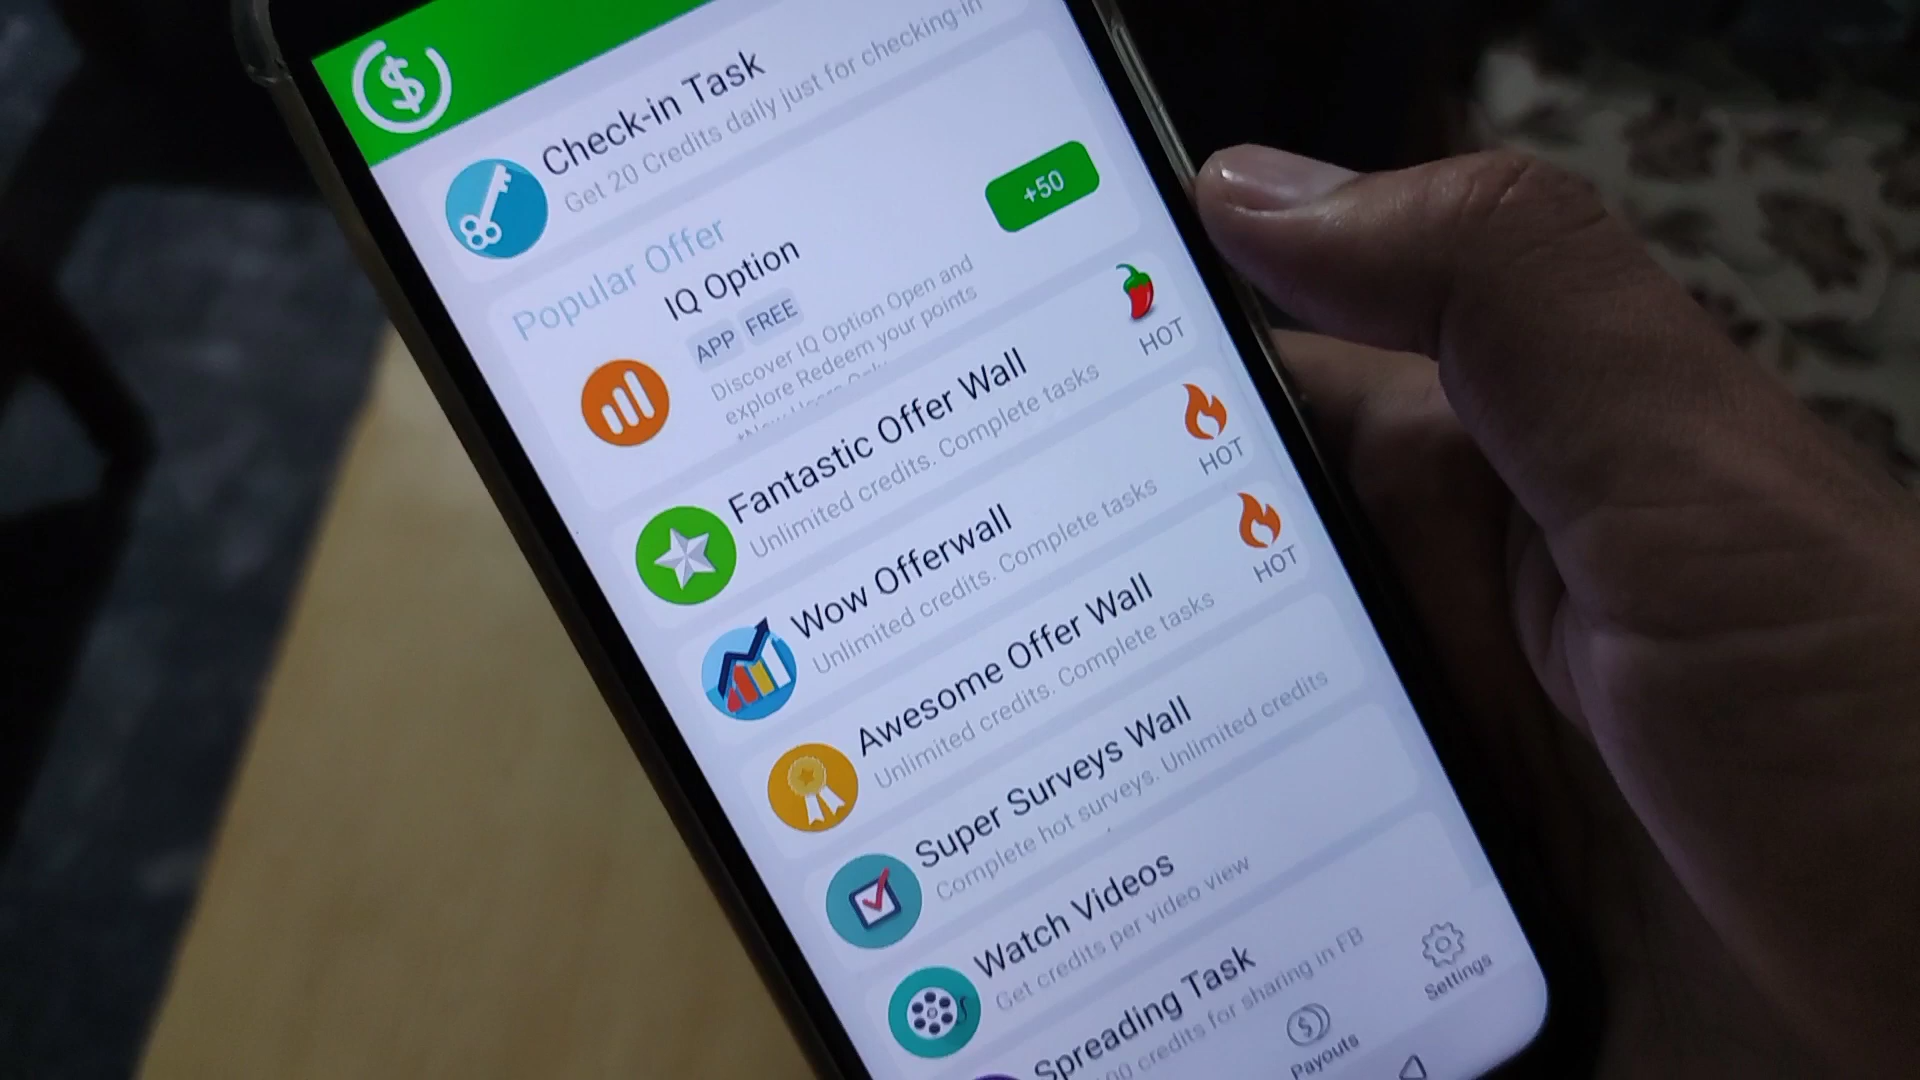 $
Check-in Task
Get 20 Credits daily just for checking-in
Popular Offer
IQ Option
APP FREE
+50
Discover IQ Option Open and
explore Redeem your points
Fantastic Offer Wall
Unlimited credits. Complete tasks
HOT
Wow Offerwall
Unlimited credits. Complete tasks
HOT
Awesome Offer Wall
Unlimited credits. Complete tasks
HOT
Super Surveys Wall
Complete hot surveys. Unlimited credits
Watch Videos
Get credits per video view
Spreading Task
credits for sharing in FB
$
Payouts
Settings